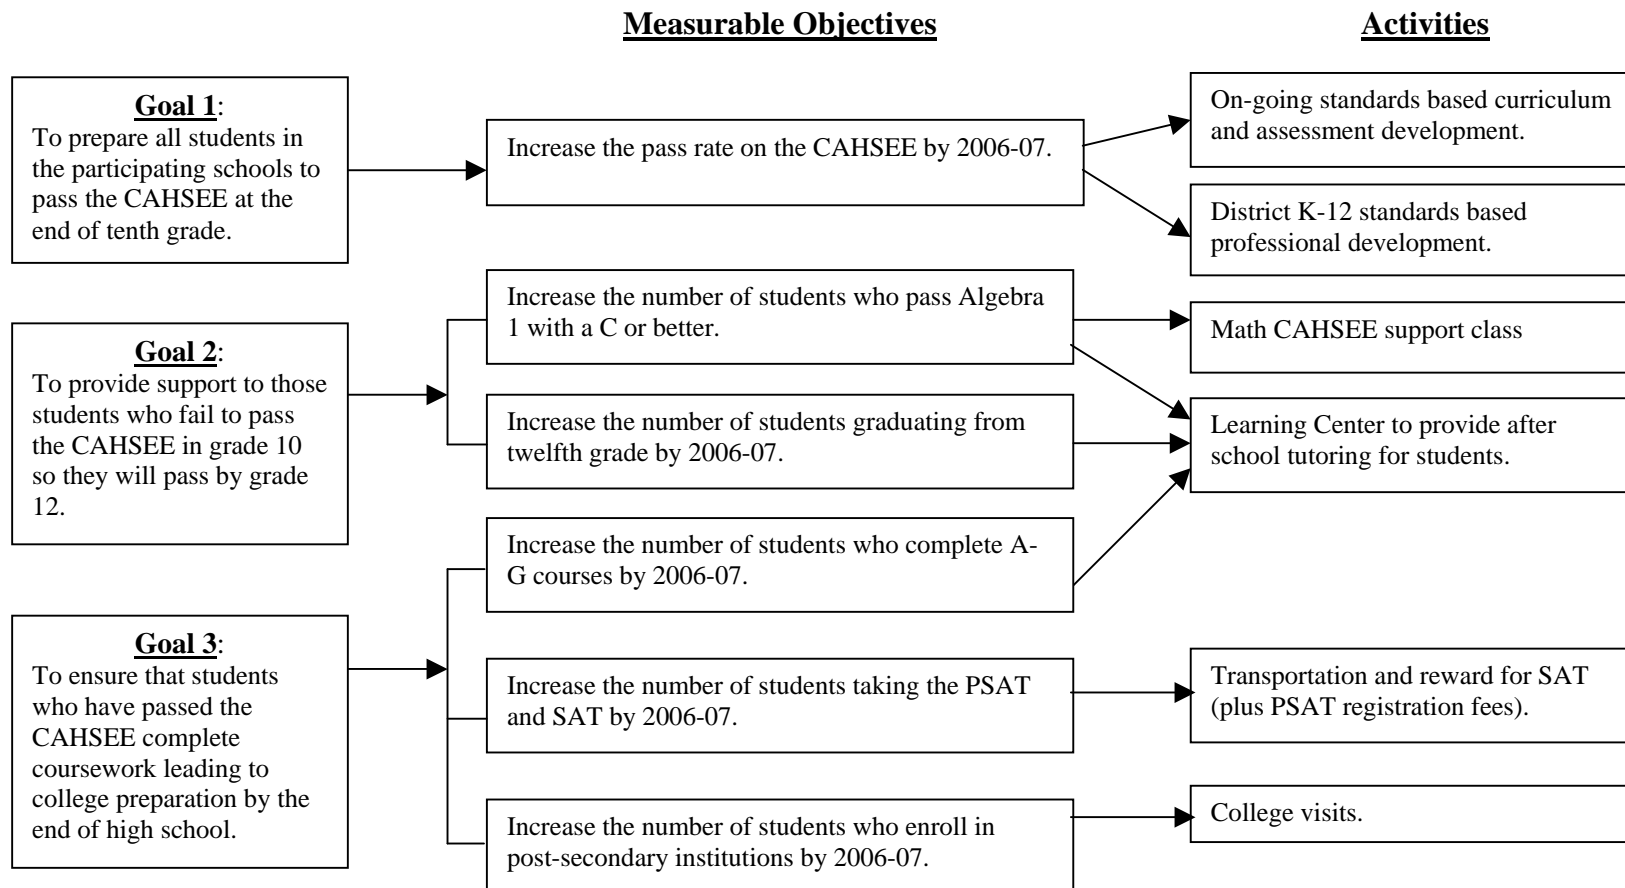 Measurable Objectives
Activities
Goal 1:
To prepare all students in
the participating schools to
pass the CAHSEE at the
end of tenth grade.
Increase the pass rate on the CAHSEE by 2006-07.
On-going standards based curriculum
and assessment development.
District K-12 standards based
professional development.
Goal 2:
To provide support to those
students who fail to pass
the CAHSEE in grade 10
so they will pass by grade
12.
Increase the number of students who pass Algebra
1 with a C or better.
Increase the number of students graduating from
twelfth grade by 2006-07.
Math CAHSEE support class
Learning Center to provide after
school tutoring for students.
Goal 3:
To ensure that students
who have passed the
CAHSEE complete
coursework leading to
college preparation by the
end of high school.
Increase the number of students who complete A-
G courses by 2006-07.
Increase the number of students taking the PSAT
and SAT by 2006-07.
Increase the number of students who enroll in
post-secondary institutions by 2006-07.
Transportation and reward for SAT
(plus PSAT registration fees).
College visits.